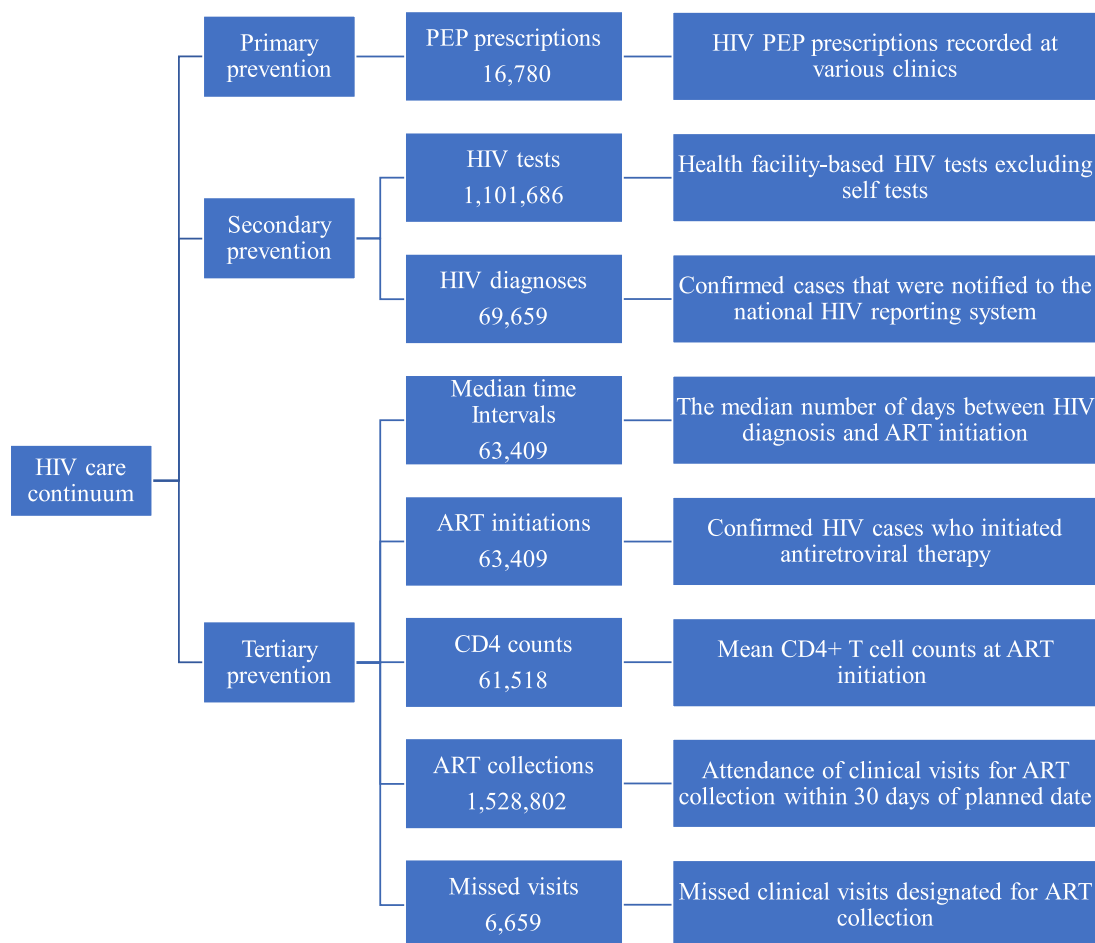 Primary
prevention
PEP prescriptions
16,780
HIV PEP prescriptions recorded at
various clinics
HIV tests
1,101,686
Health facility-based HIV tests excluding
self tests
Secondary
prevention
HIV diagnoses
69,659
Confirmed cases that were notified to the
national HIV reporting system
Median time
Intervals
63,409
The median number of days between HIV
diagnosis and ART initiation
HIV care
continuum
ART initiations
63,409
Confirmed HIV cases who initiated
antiretroviral therapy
Tertiary
prevention
CD4 counts
61,518
Mean CD4+ T cell counts at ART
initiation
ART collections
1,528,802
Attendance of clinical visits for ART
collection within 30 days of planned date
Missed visits
6,659
Missed clinical visits designated for ART
collection